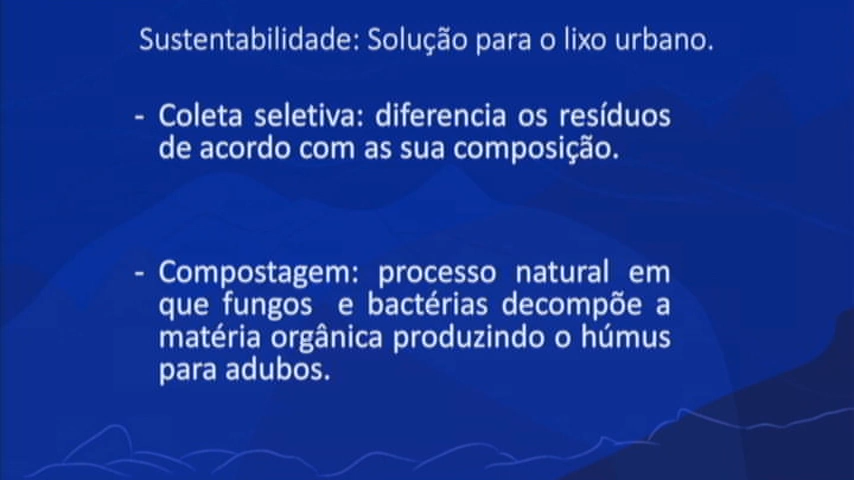 Sustentabilidade: Solução para o lixo urbano.
- Coleta seletiva: diferencia os resíduos
de acordo com as sua composição.
- Compostagem: processo natural em
que fungos e bactérias decompõe a
matéria orgânica produzindo o húmus
para adubos.